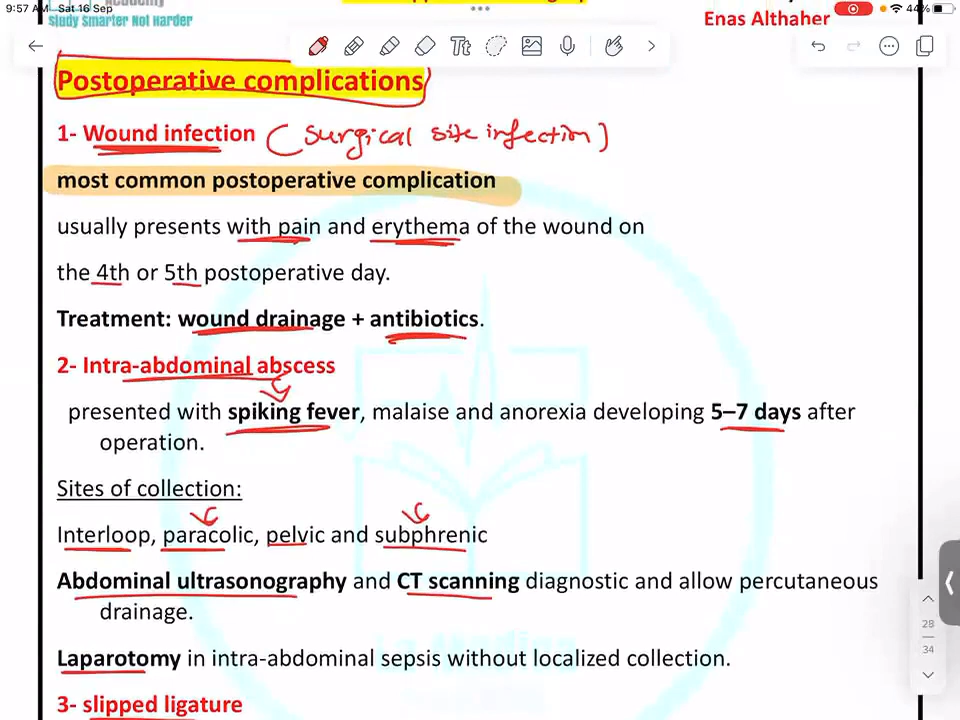 9:57 AM Sat 16 Sep
44%
Study Smarter Not Harder
Enas Althaher
Tt
Postoperative complications
1- Wound infection (surgical site infection)
most common postoperative complication
usually presents with pain and erythema of the wound on
the 4th or 5th postoperative day.
Treatment: wound drainage + antibiotics.
2- Intra-abdominal abscess
presented with spiking fever, malaise and anorexia developing 5–7 days after
operation.
Sites of collection:
Interloop, paracolic, pelvic and subphrenic
Abdominal ultrasonography and CT scanning diagnostic and allow percutaneous
drainage.
28
34
Laparotomy in intra-abdominal sepsis without localized collection.
3- slipped ligature